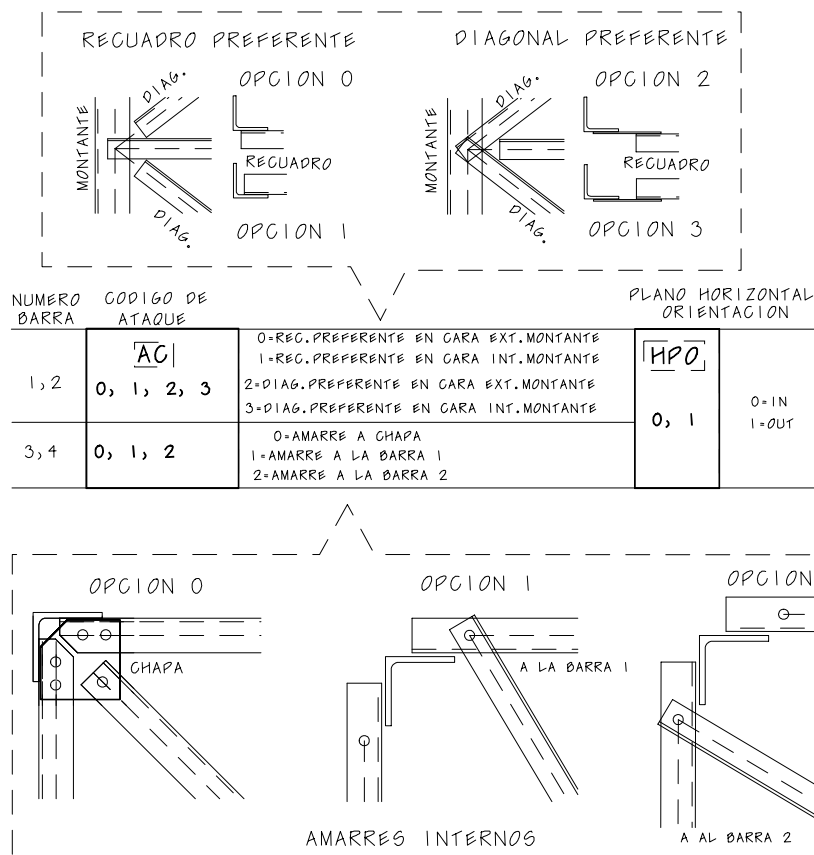 RECUADRO PREFERENTE
DIAGONAL PREFERENTE
OPCION 0
OPCION 2
DIAG.
DIAG.
MONTANTE
MONTANTE
RECUADRO
RECUADRO
DIAG.
DIAG.
OPCION 1
OPCION 3
NUMERO BARRA
CODIGO DE ATAQUE
PLANO HORIZONTAL ORIENTACION
AC
0=REC.PREFERENTE EN CARA EXT.MONTANTE
1=REC.PREFERENTE EN CARA INT.MONTANTE
HPO
1,2
0, 1, 2, 3
2=DIAG.PREFERENTE EN CARA EXT.MONTANTE
3=DIAG.PREFERENTE EN CARA INT.MONTANTE
0, 1
0=IN
1=OUT
3,4
0, 1, 2
0=AMARRE A CHAPA
1=AMARRE A LA BARRA 1
2=AMARRE A LA BARRA 2
OPCION 0
OPCION 1
OPCION
CHAPA
A LA BARRA 1
AMARRES INTERNOS
A AL BARRA 2